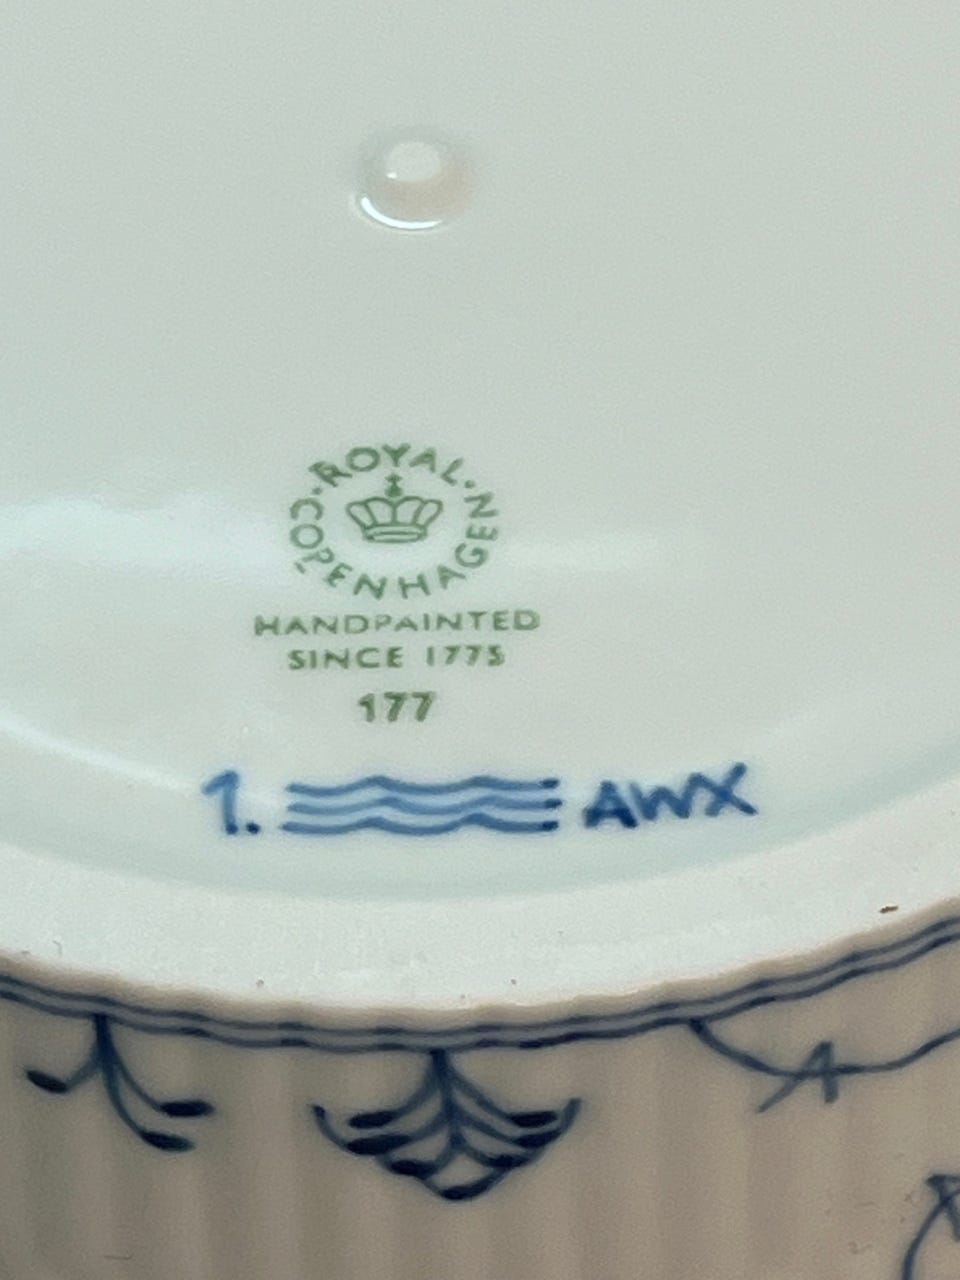 ROYAL
COPENHAGEN
HANDPAINTED
SINCE 1775
177
1. AWX